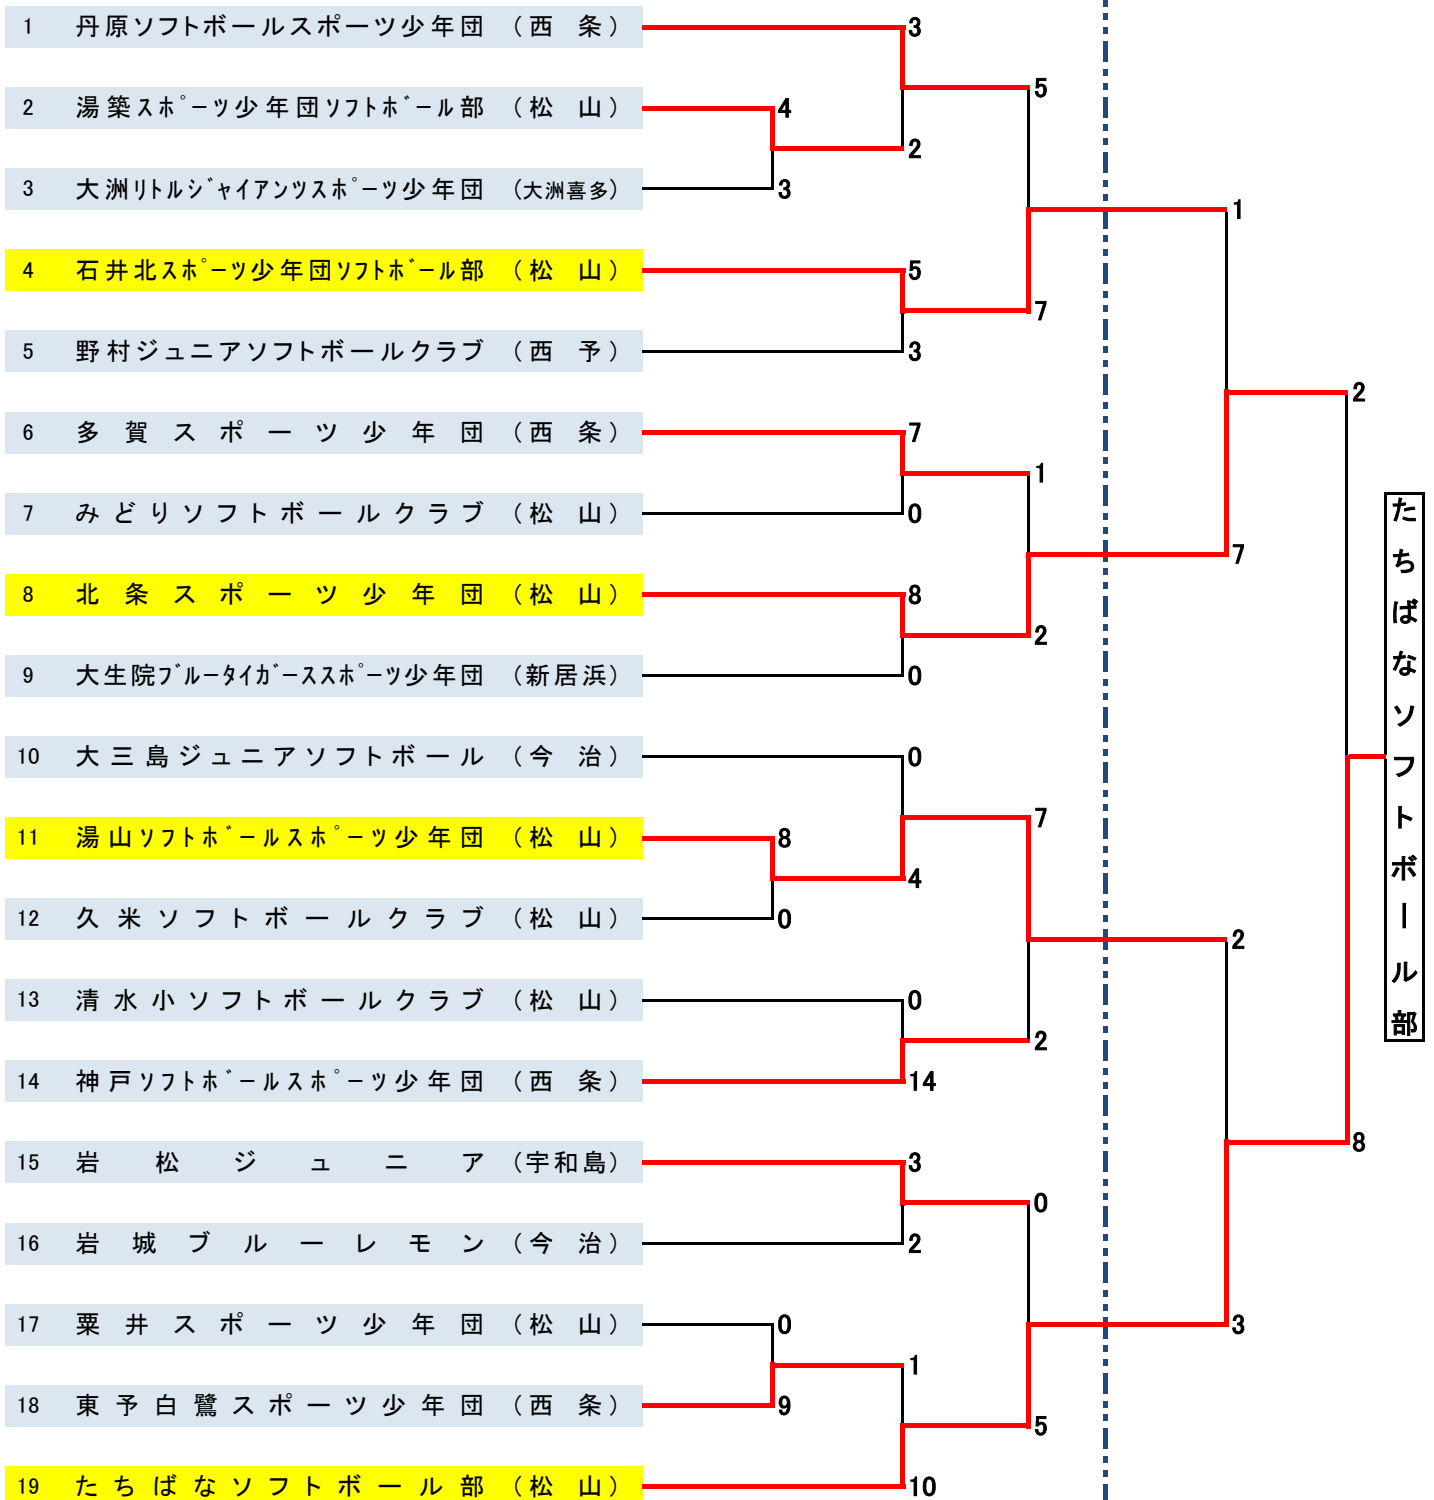 1 丹原ソフトボールスポーツ少年団 （西 条） 3
5
2 湯築スポーツ少年団ソフトボール部 （松 山） 4
2
3 大洲リトルジャイアンツスポーツ少年団 （大洲喜多） 3
1
4 石井北スポーツ少年団ソフトボール部 （松 山） 5
7
5 野村ジュニアソフトボールクラブ （西 予） 3
2
6 多賀スポーツ少年団 （西 条） 7
1
7 みどりソフトボールクラブ （松 山） 0
7
8 北条スポーツ少年団 （松 山） 8
2
9 大生院ブルータイガーススポーツ少年団 （新居浜） 0
10 大三島ジュニアソフトボール （今 治） 0
7
11 湯山ソフトボールスポーツ少年団 （松 山） 8
4
12 久米ソフトボールクラブ （松 山） 0
2
13 清水小ソフトボールクラブ （松 山） 0
2
14 神戸ソフトボールスポーツ少年団 （西 条） 14
8
15 岩松ジュニア （宇和島） 3
0
16 岩城ブルーレモン （今 治） 2
17 粟井スポーツ少年団 （松 山） 0
3
1
18 東予白鷺スポーツ少年団 （西 条） 9
5
19 たちばなソフトボール部 （松 山） 10
たちばなソフトボール部